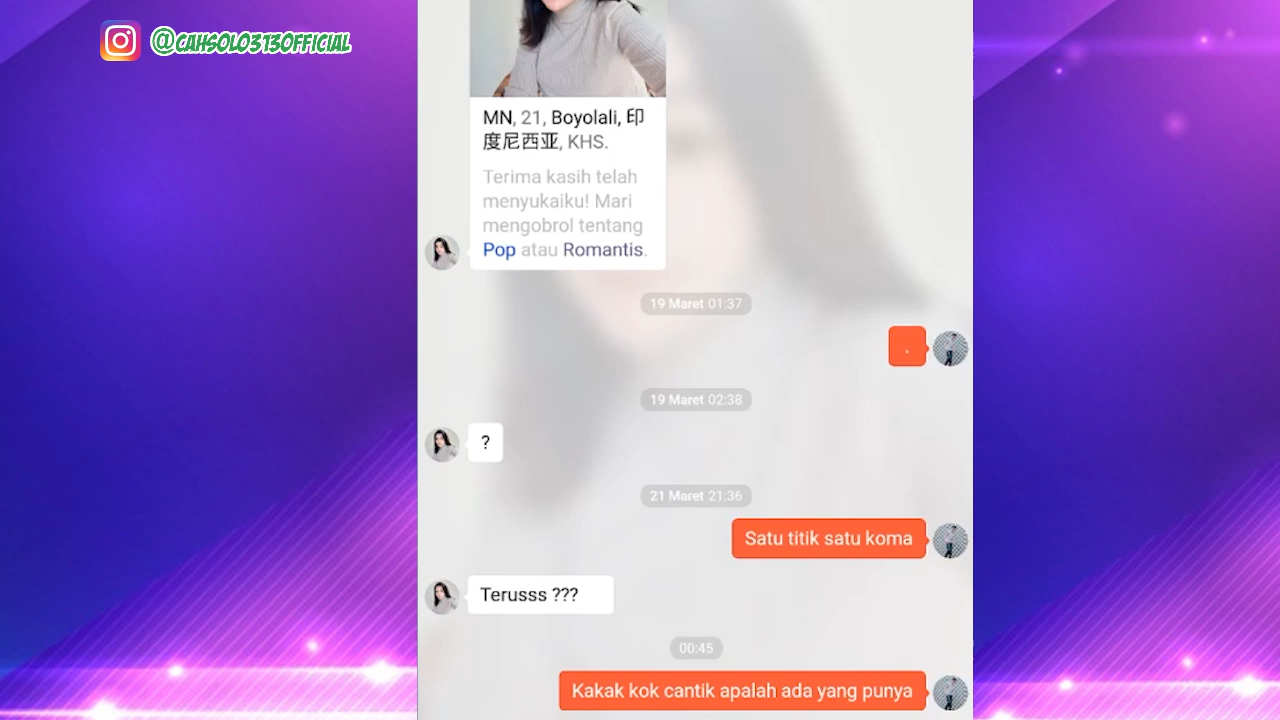 @CAHSOLO313OFFICIAL
MN, 21, Boyolali, 印
度尼西亚, KHS.
Terima kasih telah
menyukaiku! Mari
mengobrol tentang
Pop atau Romantis.
19 Maret 01:37
.
19 Maret 02:38
?
21 Maret 21:36
Satu titik satu koma
Terusss ???
00:45
Kakak kok cantik apalah ada yang punya